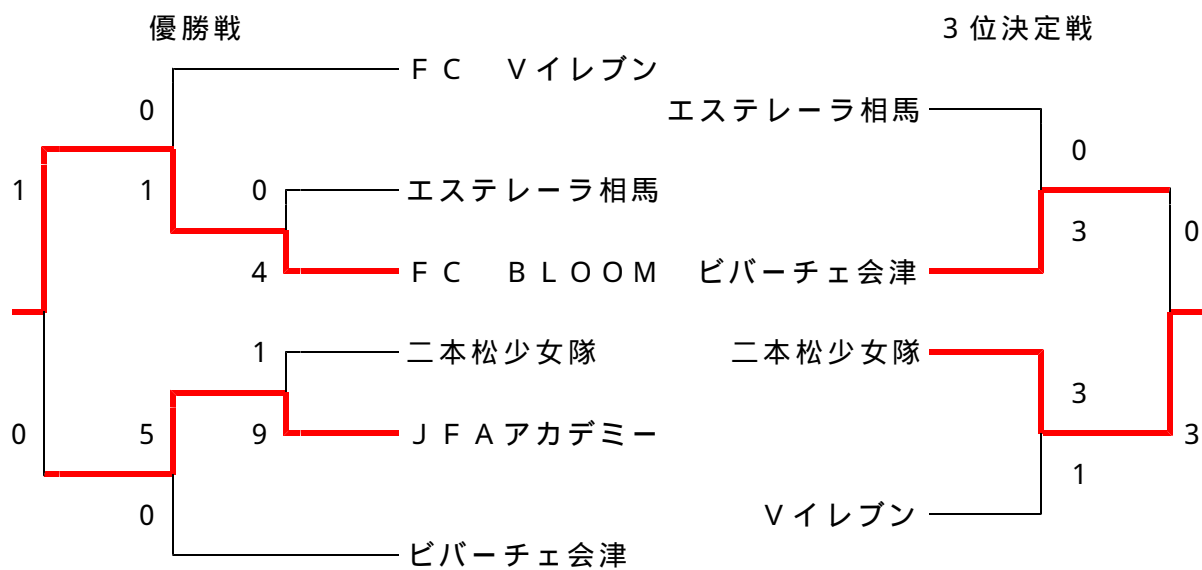 優勝戦
3位決定戦
FC Vイレブン
0
エステレーラ相馬
0
1
1
0
エステレーラ相馬
0
4
FC BLOOM
ビバーチェ会津
3
1
二本松少女隊
二本松少女隊
3
0
5
9
JFAアカデミー
3
1
0
Vイレブン
ビバーチェ会津